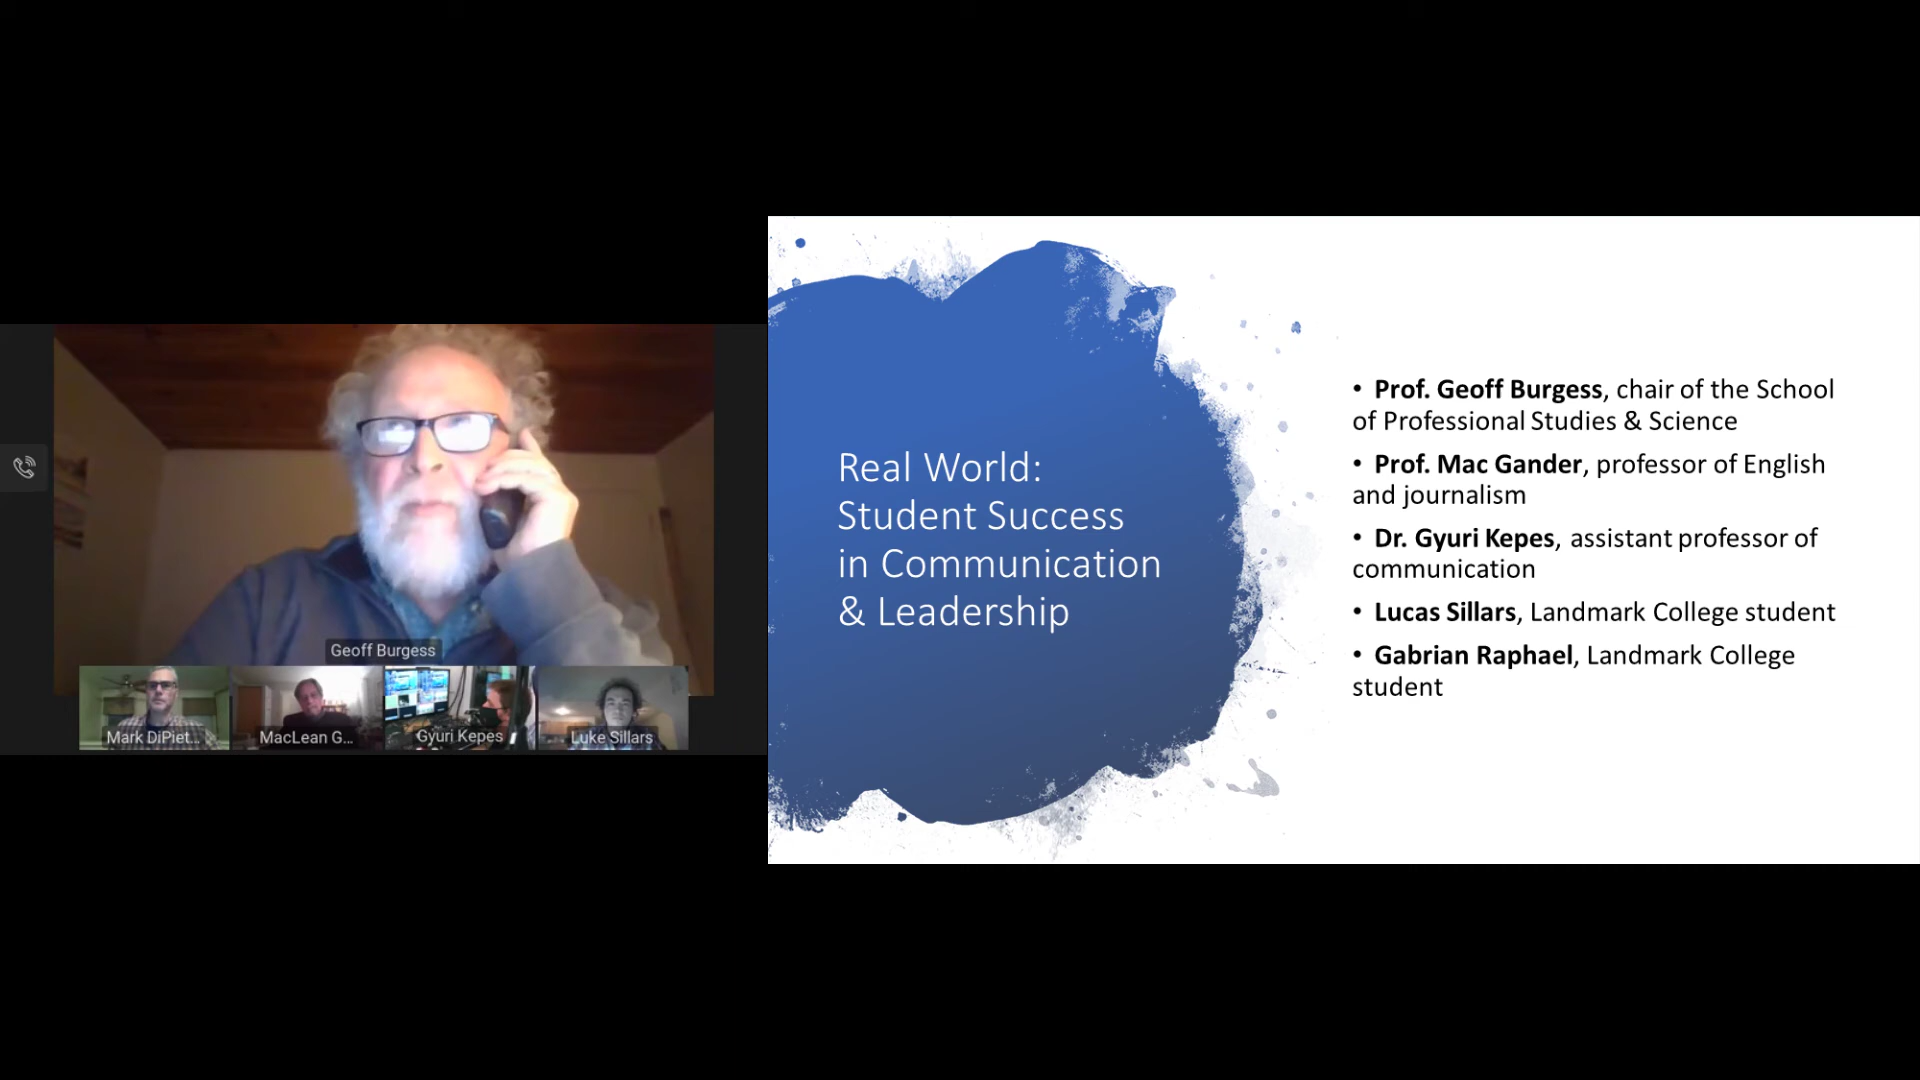 Geoff Burgess
Mark DiPiet...
MacLean G...
Gyuri Kepes
Luke Sillars
Real World:
Student Success
in Communication
& Leadership
• Prof. Geoff Burgess, chair of the School
of Professional Studies & Science
• Prof. Mac Gander, professor of English
and journalism
• Dr. Gyuri Kepes, assistant professor of
communication
• Lucas Sillars, Landmark College student
• Gabrian Raphael, Landmark College
student